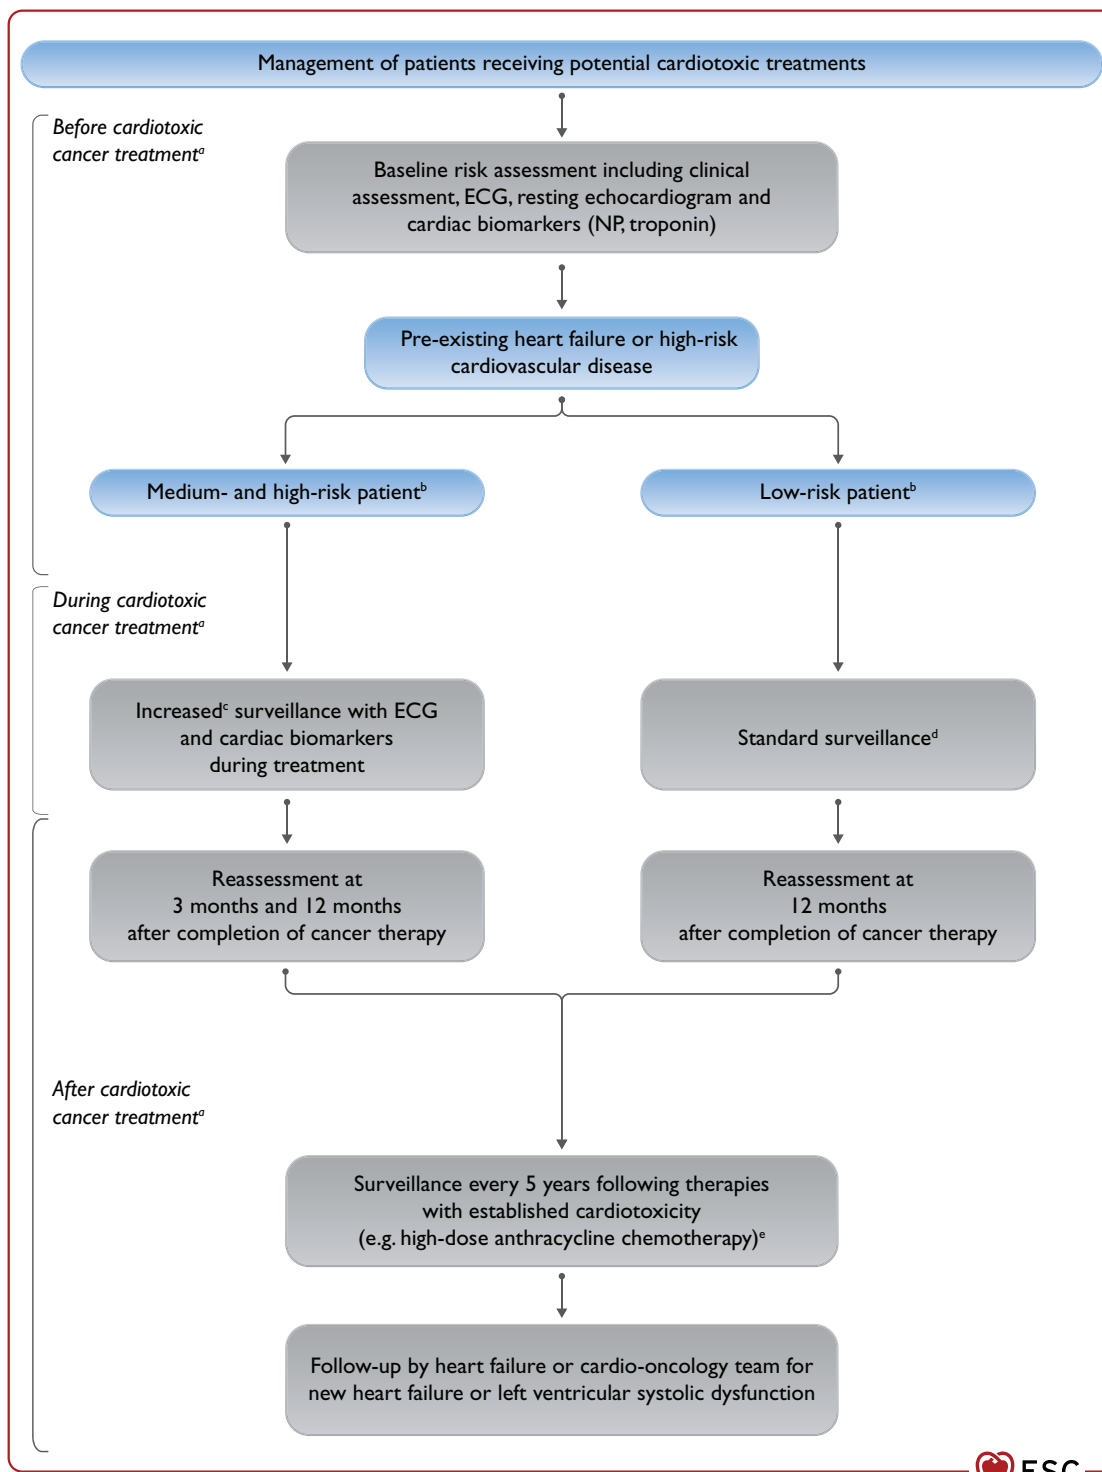 Management of patients receiving potential cardiotoxic treatments
Before cardiotoxic
cancer treatmentᵃ
Baseline risk assessment including clinical
assessment, ECG, resting echocardiogram and
cardiac biomarkers (NP, troponin)
Pre-existing heart failure or high-risk
cardiovascular disease
Medium- and high-risk patientᵇ
Low-risk patientᵇ
During cardiotoxic
cancer treatmentᵃ
Increasedᶜ surveillance with ECG
and cardiac biomarkers
during treatment
Standard surveillanceᵈ
Reassessment at
3 months and 12 months
after completion of cancer therapy
Reassessment at
12 months
after completion of cancer therapy
After cardiotoxic
cancer treatmentᵃ
Surveillance every 5 years following therapies
with established cardiotoxicity
(e.g. high-dose anthracycline chemotherapy)ᵉ
Follow-up by heart failure or cardio-oncology team for
new heart failure or left ventricular systolic dysfunction
ESC